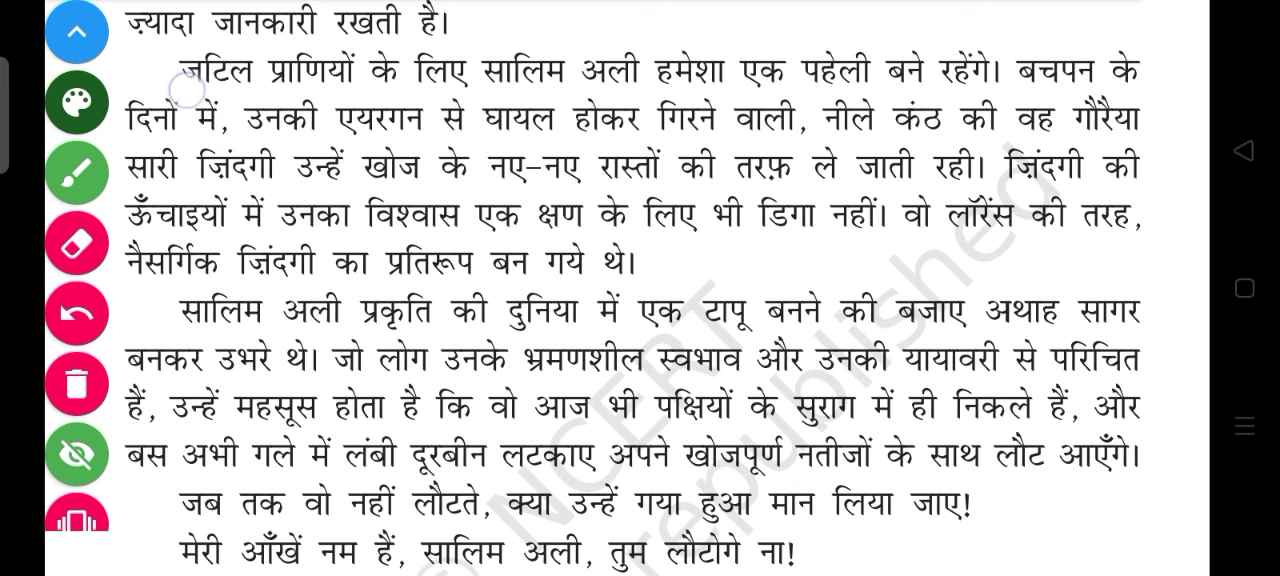 ज़्यादा जानकारी रखती है।
जटिल प्राणियों के लिए सालिम अली हमेशा एक पहेली बने रहेंगे। बचपन के
दिनों में, उनकी एयरगन से घायल होकर गिरने वाली, नीले कंठ की वह गौरैया
सारी ज़िंदगी उन्हें खोज के नए-नए रास्तों की तरफ़ ले जाती रही। ज़िंदगी की
ऊँचाइयों में उनका विश्वास एक क्षण के लिए भी डिगा नहीं। वो लॉरेंस की तरह,
नैसर्गिक ज़िंदगी का प्रतिरूप बन गये थे।
सालिम अली प्रकृति की दुनिया में एक टापू बनने की बजाए अथाह सागर
बनकर उभरे थे। जो लोग उनके भ्रमणशील स्वभाव और उनकी यायावरी से परिचित
हैं, उन्हें महसूस होता है कि वो आज भी पक्षियों के सुराग में ही निकले हैं, और
बस अभी गले में लंबी दूरबीन लटकाए अपने खोजपूर्ण नतीजों के साथ लौट आएँगे।
जब तक वो नहीं लौटते, क्या उन्हें गया हुआ मान लिया जाए!
मेरी आँखें नम हैं, सालिम अली, तुम लौटोगे ना!
© NCERT
republished